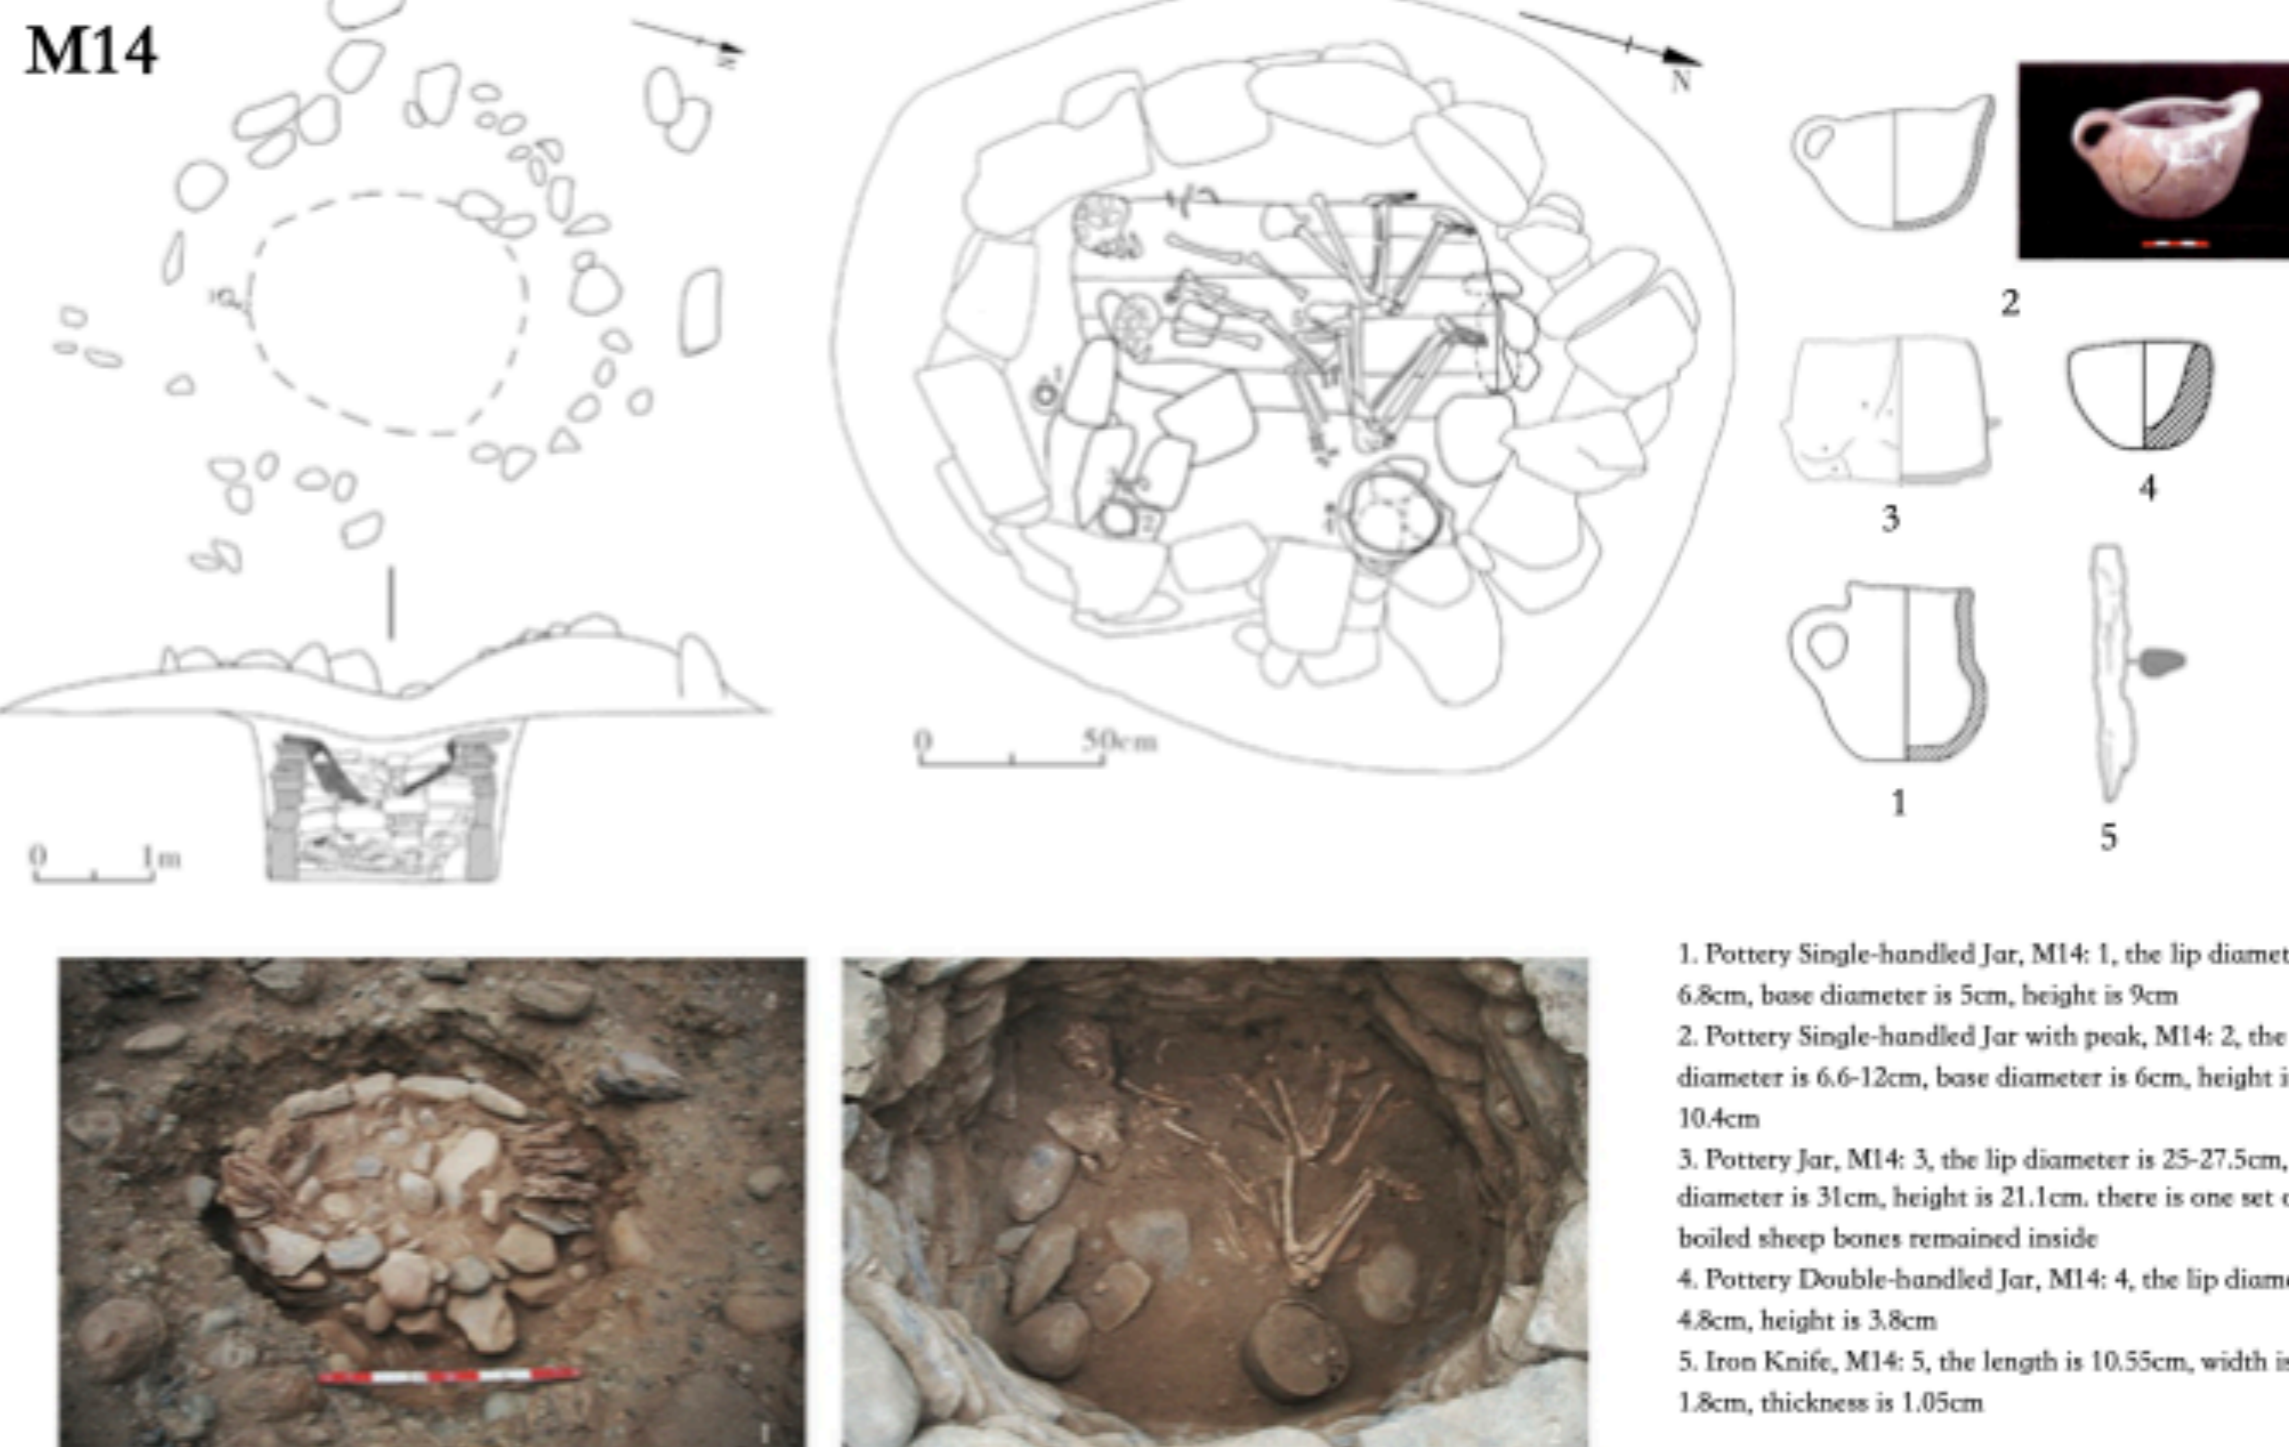 M14
N
N
1
2
0 50cm
0 1m
2
3
4
1
5
1
1. Pottery Single-handled Jar, M14: 1, the lip diamet
6.8cm, base diameter is 5cm, height is 9cm
2. Pottery Single-handled Jar with peak, M14: 2, the
diameter is 6.6-12cm, base diameter is 6cm, height i
10.4cm
3. Pottery Jar, M14: 3, the lip diameter is 25-27.5cm,
diameter is 31cm, height is 21.1cm. there is one set
boiled sheep bones remained inside
4. Pottery Double-handled Jar, M14: 4, the lip diame
4.8cm, height is 3.8cm
5. Iron Knife, M14: 5, the length is 10.55cm, width is
1.8cm, thickness is 1.05cm